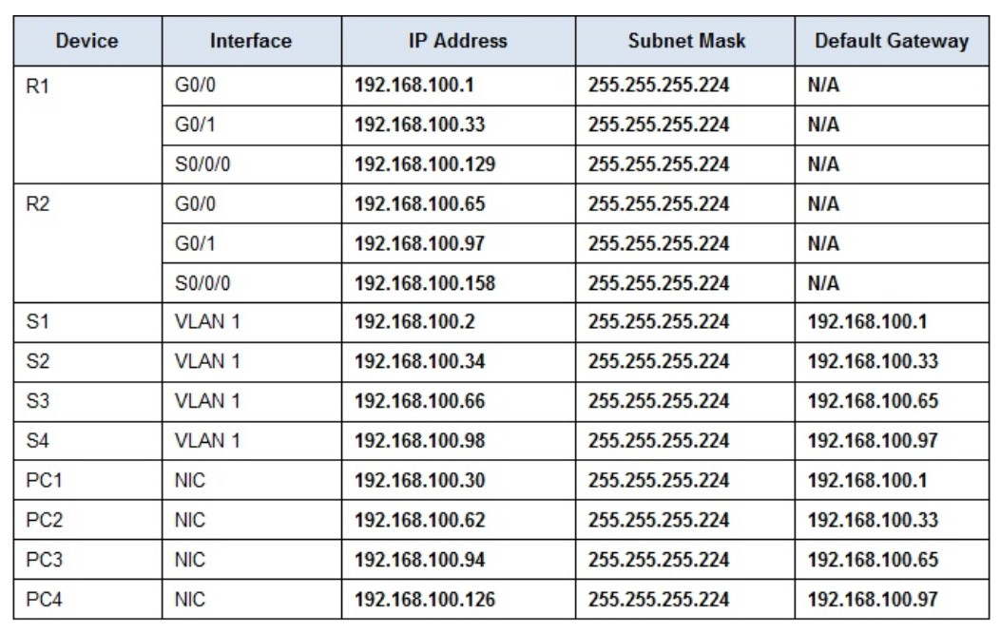 Device Interface IP Address Subnet Mask Default Gateway
R1 G0/0 192.168.100.1 255.255.255.224 N/A
G0/1 192.168.100.33 255.255.255.224 N/A
S0/0/0 192.168.100.129 255.255.255.224 N/A
R2 G0/0 192.168.100.65 255.255.255.224 N/A
G0/1 192.168.100.97 255.255.255.224 N/A
S0/0/0 192.168.100.158 255.255.255.224 N/A
S1 VLAN 1 192.168.100.2 255.255.255.224 192.168.100.1
S2 VLAN 1 192.168.100.34 255.255.255.224 192.168.100.33
S3 VLAN 1 192.168.100.66 255.255.255.224 192.168.100.65
S4 VLAN 1 192.168.100.98 255.255.255.224 192.168.100.97
PC1 NIC 192.168.100.30 255.255.255.224 192.168.100.1
PC2 NIC 192.168.100.62 255.255.255.224 192.168.100.33
PC3 NIC 192.168.100.94 255.255.255.224 192.168.100.65
PC4 NIC 192.168.100.126 255.255.255.224 192.168.100.97